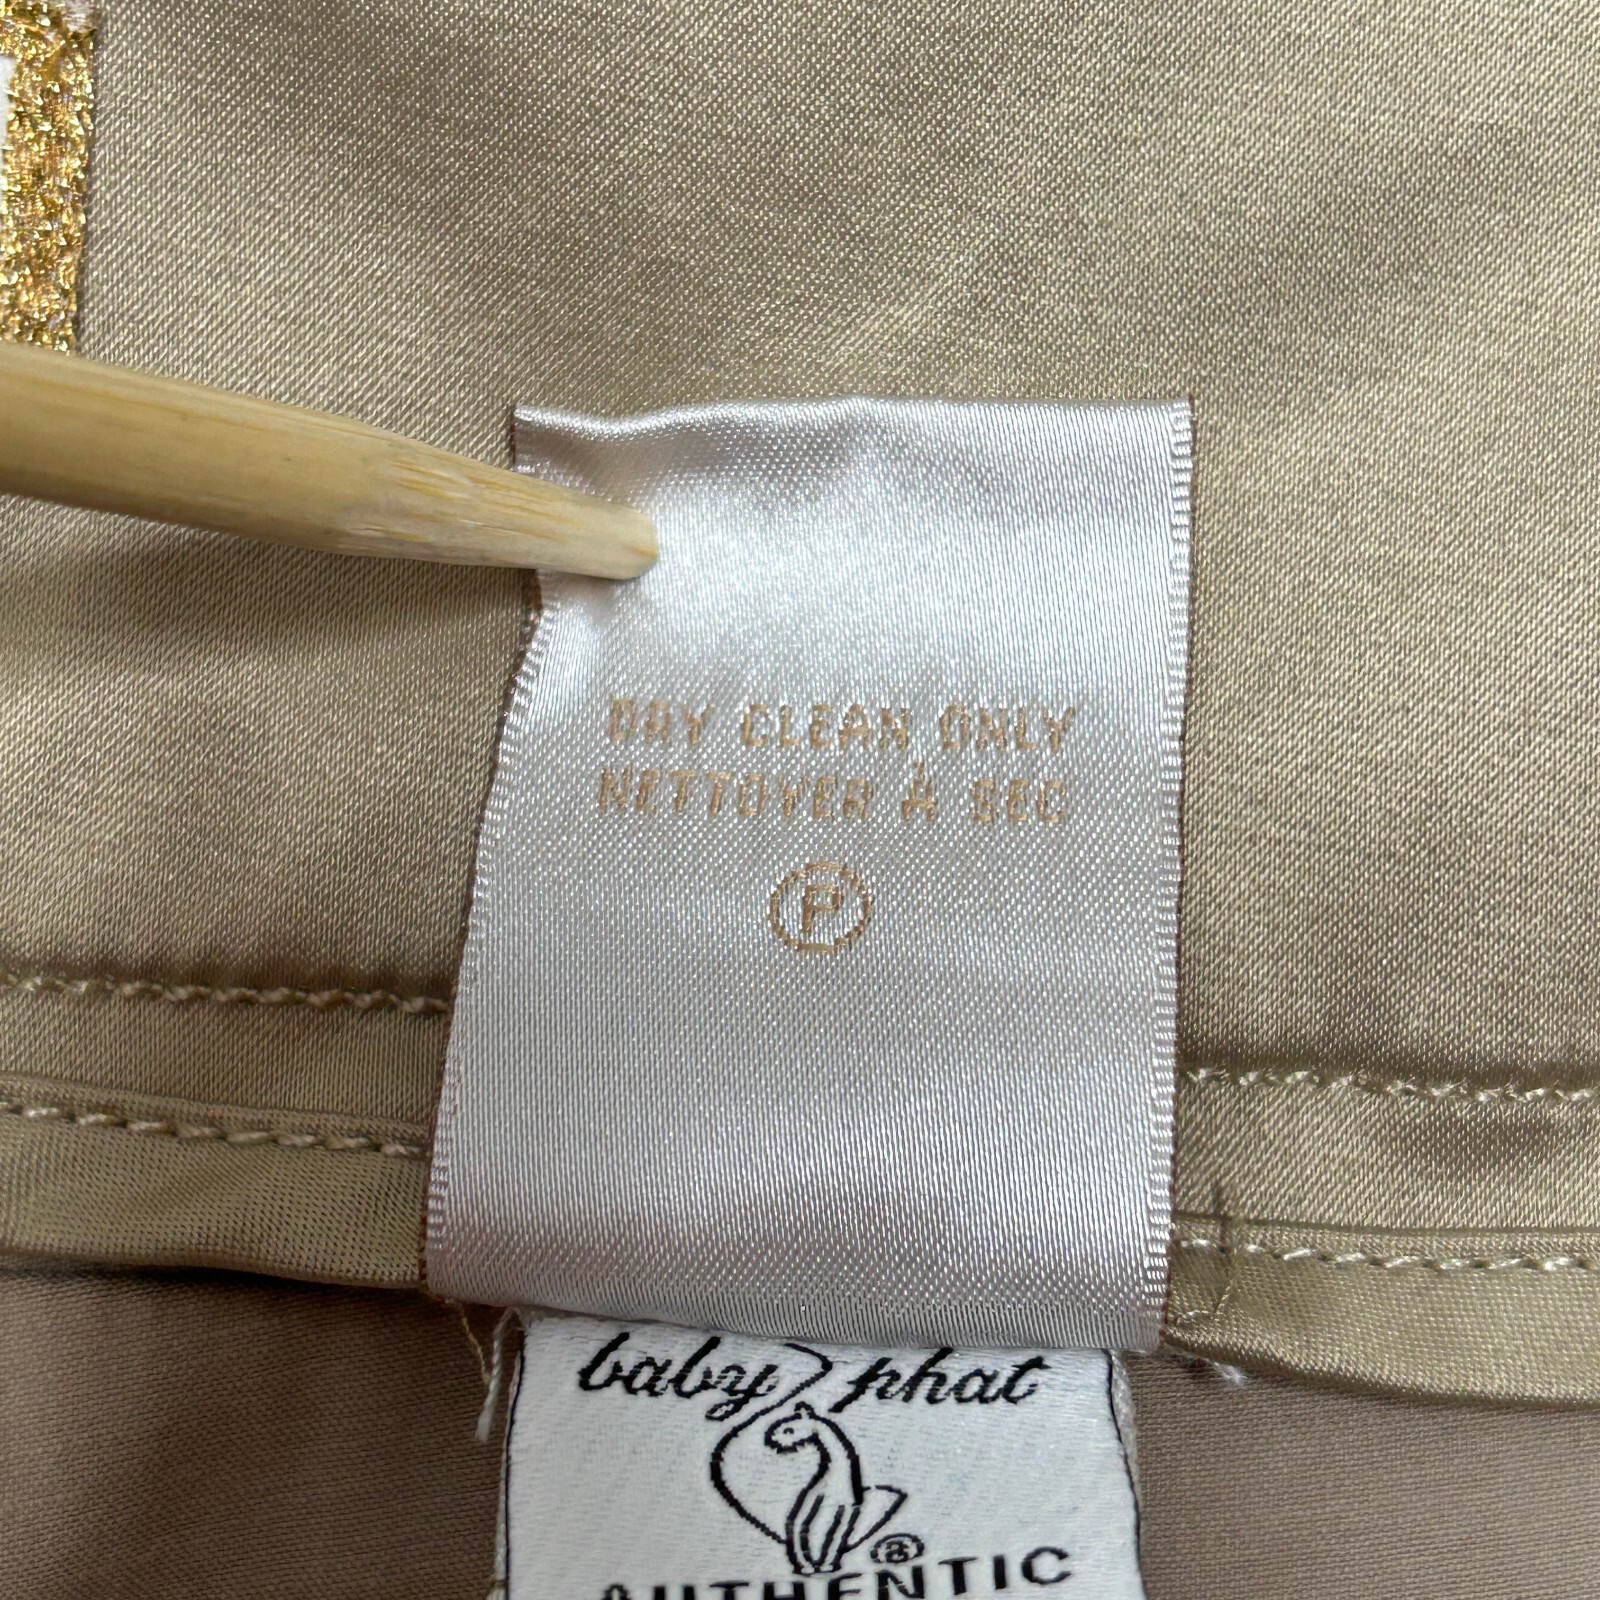 DRY CLEAN ONLY
NETTOYER À SEC
P
baby phat
®
AUTHENTIC